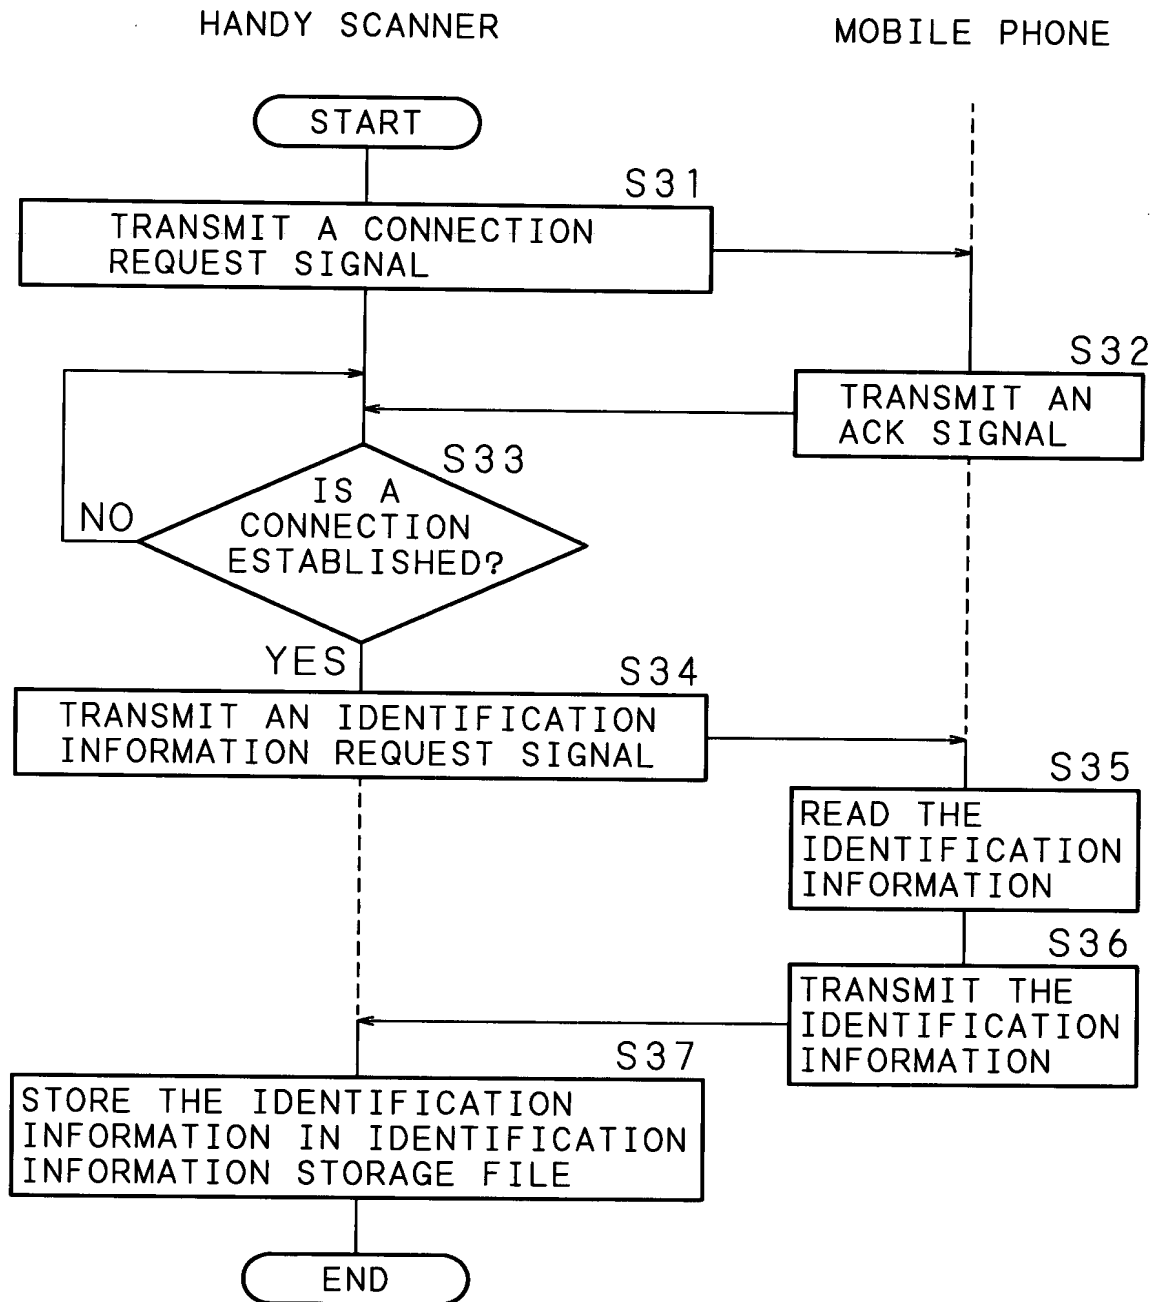 HANDY SCANNER
MOBILE PHONE
START
S31
TRANSMIT A CONNECTION
REQUEST SIGNAL
S32
TRANSMIT AN
ACK SIGNAL
S33
IS A
CONNECTION
ESTABLISHED?
NO
YES
S34
TRANSMIT AN IDENTIFICATION
INFORMATION REQUEST SIGNAL
S35
READ THE
IDENTIFICATION
INFORMATION
S36
TRANSMIT THE
IDENTIFICATION
INFORMATION
S37
STORE THE IDENTIFICATION
INFORMATION IN IDENTIFICATION
INFORMATION STORAGE FILE
END